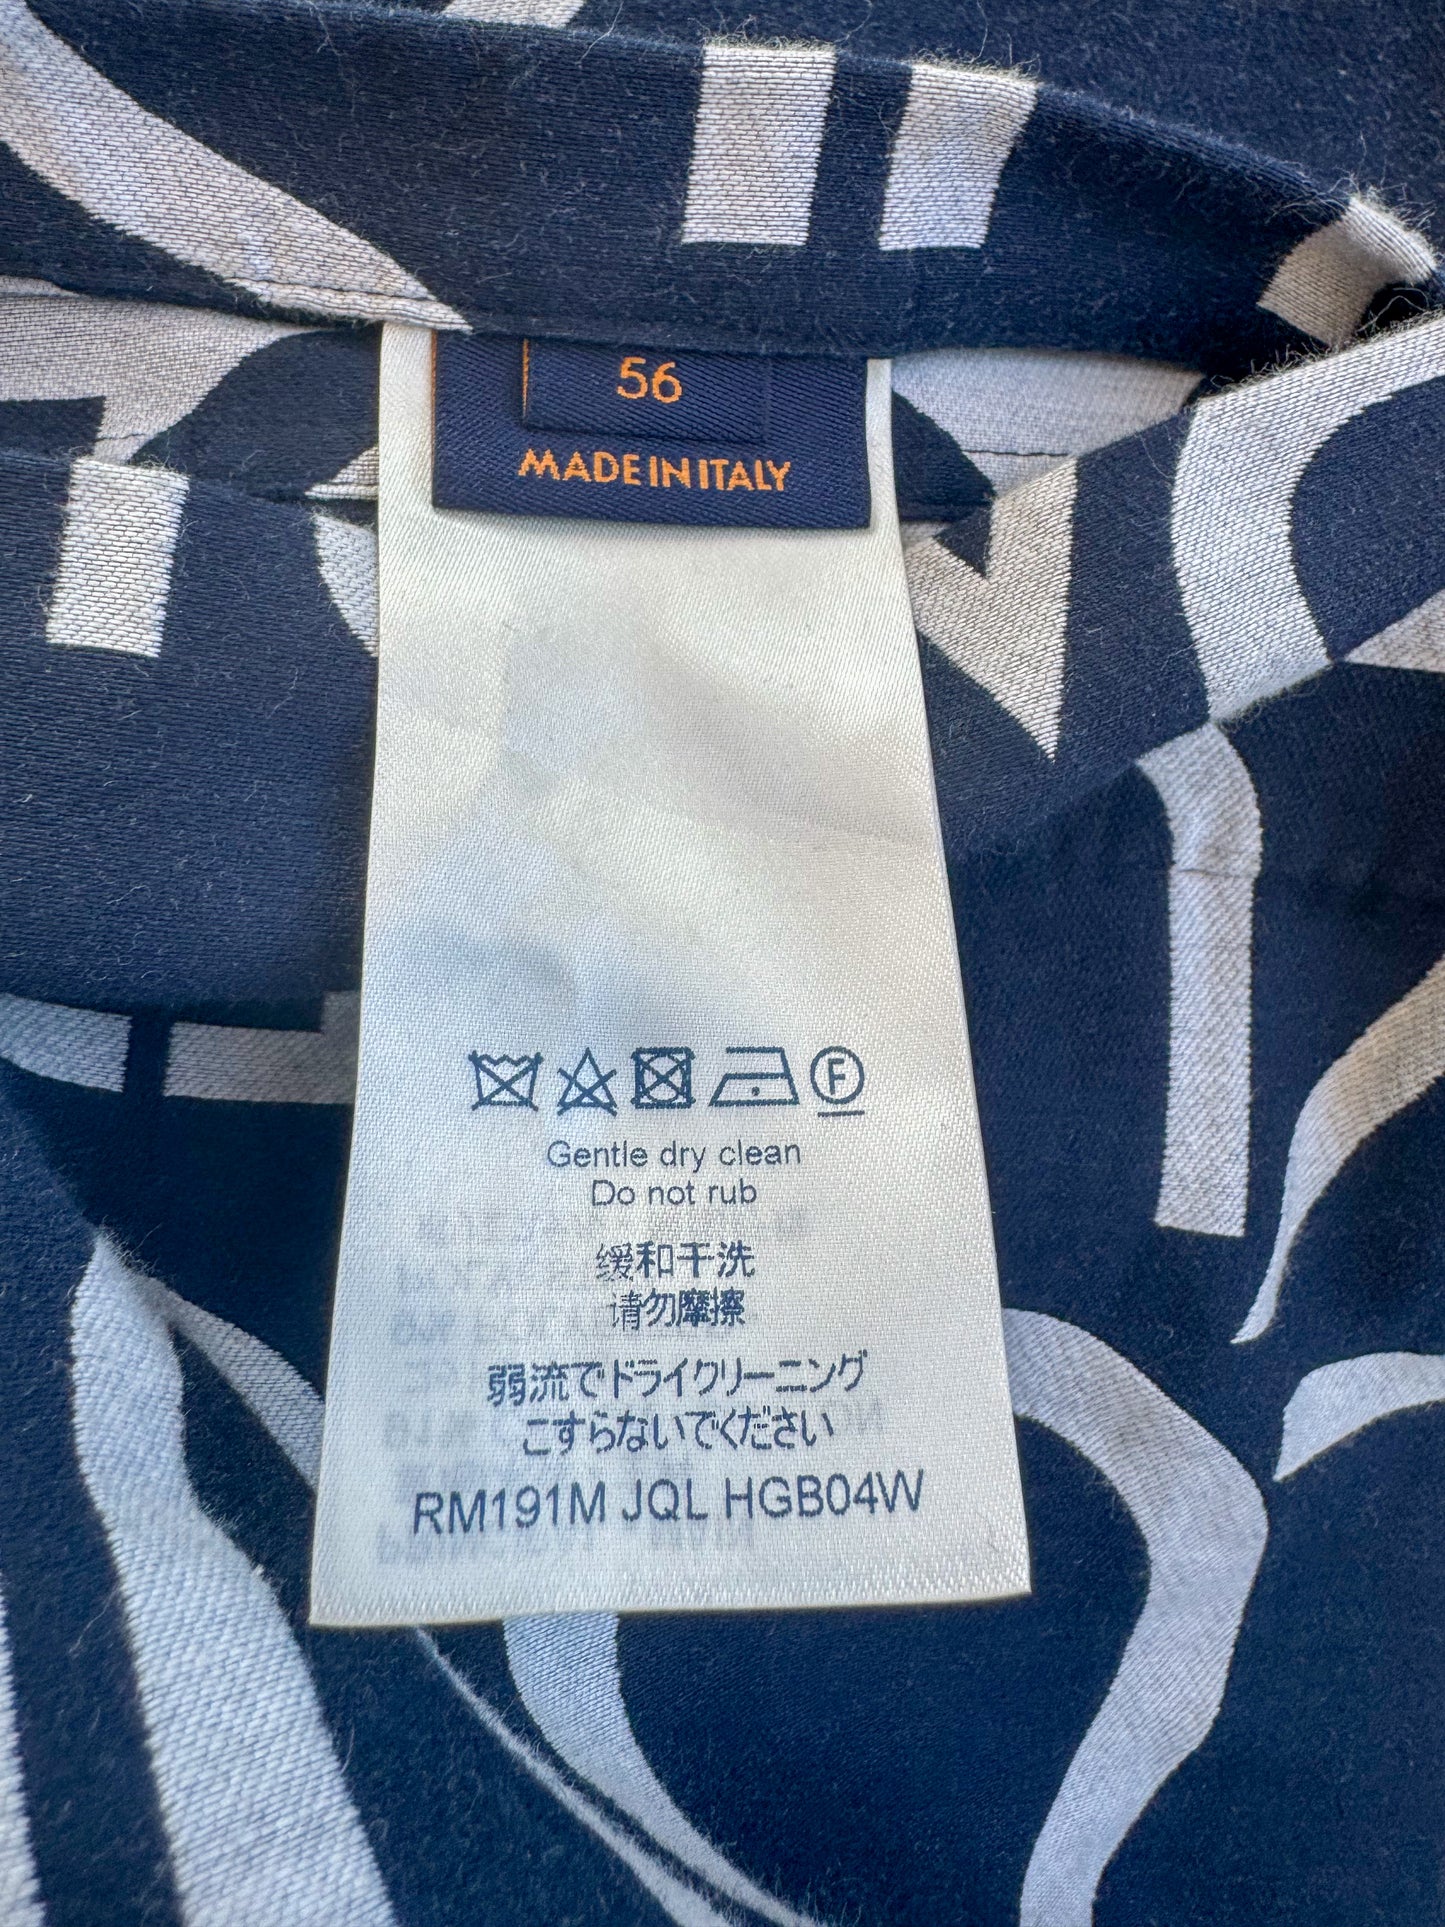 56
MADE IN ITALY
F
Gentle dry clean
Do not rub
缓和干洗
请勿摩擦
弱流でドライクリーニング
こすらないでください
RM191M JQL HGB04W